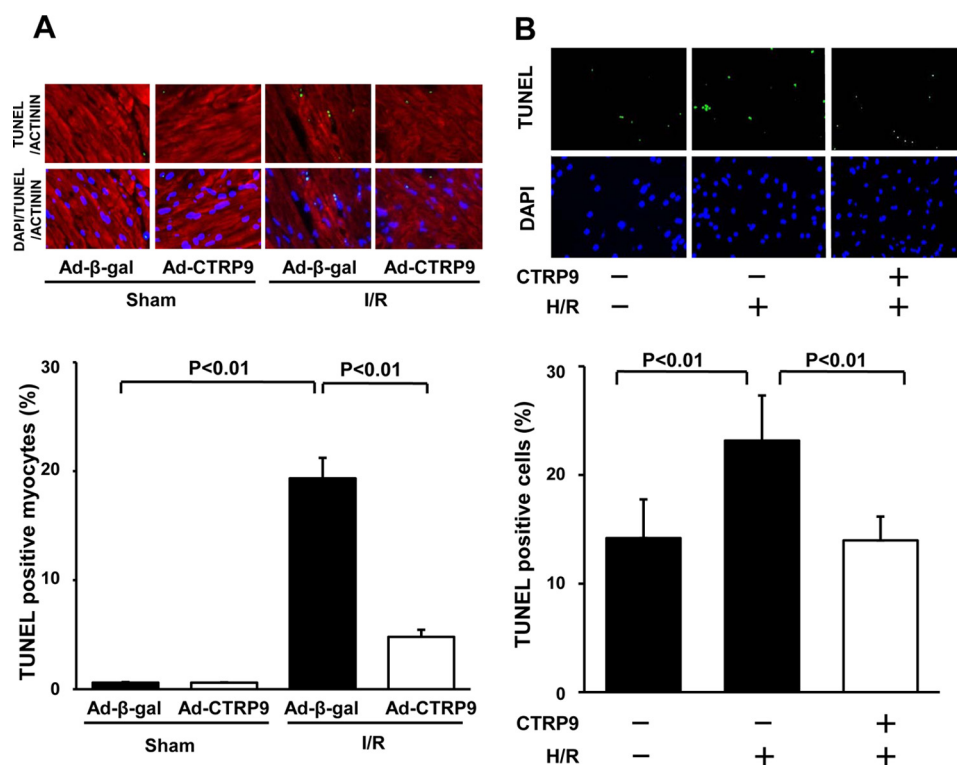 A
TUNEL
/ACTININ
DAPI/TUNEL
/ACTININ
Ad-β-gal Ad-CTRP9 Ad-β-gal Ad-CTRP9
Sham I/R
TUNEL positive myocytes (%)
30
20
10
0
P<0.01 P<0.01
Ad-β-gal Ad-CTRP9 Ad-β-gal Ad-CTRP9
Sham I/R
B
TUNEL
DAPI
CTRP9 − − +
H/R − + +
TUNEL positive cells (%)
30
20
10
0
P<0.01 P<0.01
CTRP9 − − +
H/R − + +